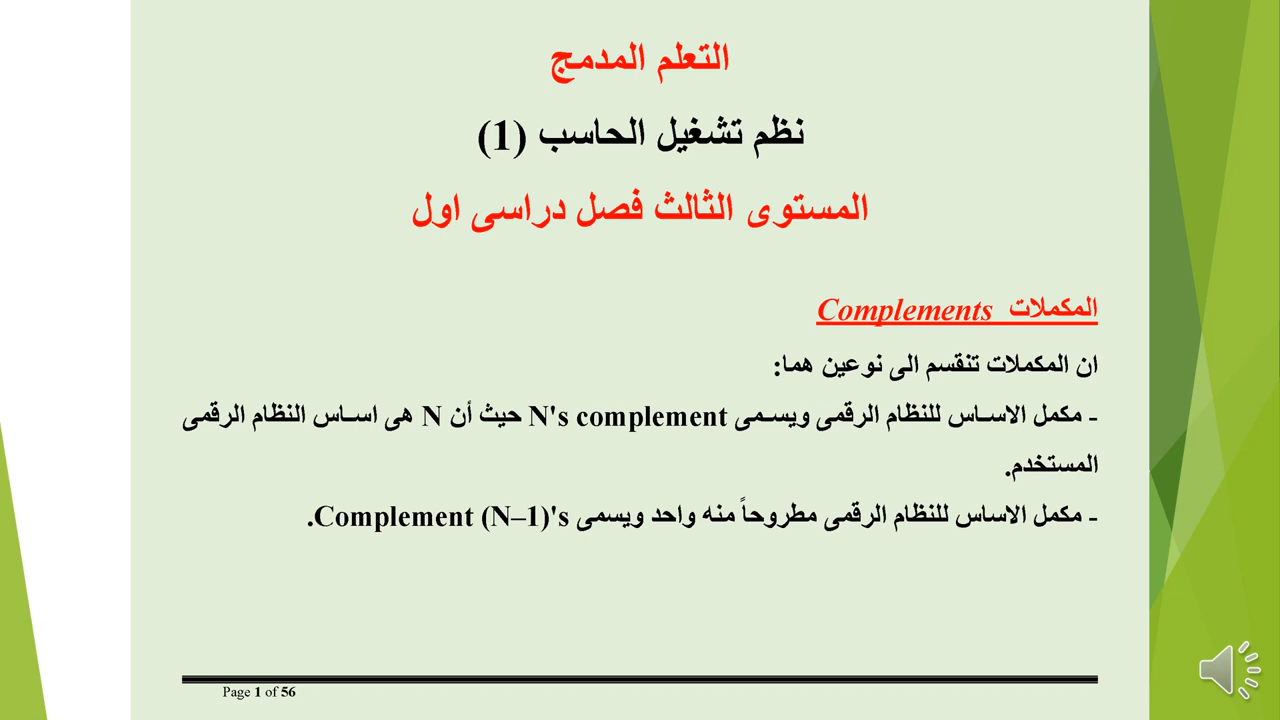 التعلم المدمج
نظم تشغيل الحاسب (1)
المستوى الثالث فصل دراسى اول
المكملات Complements
ان المكملات تنقسم الى نوعين هما:
- مكمل الاساس للنظام الرقمى ويسمى N's complement حيث أن N هى اساس النظام الرقمى
المستخدم.
- مكمل الاساس للنظام الرقمى مطروحاً منه واحد ويسمى Complement (N–1)'s.
Page 1 of 56